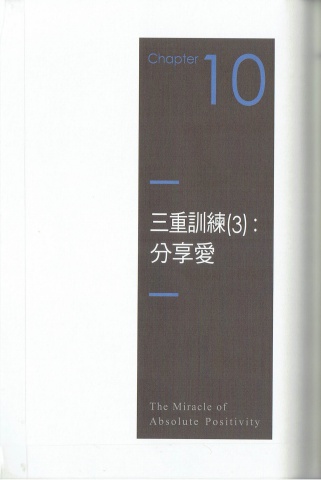 Chapter 10
三重訓練(3)：
分享愛
The Miracle of
Absolute Positivity